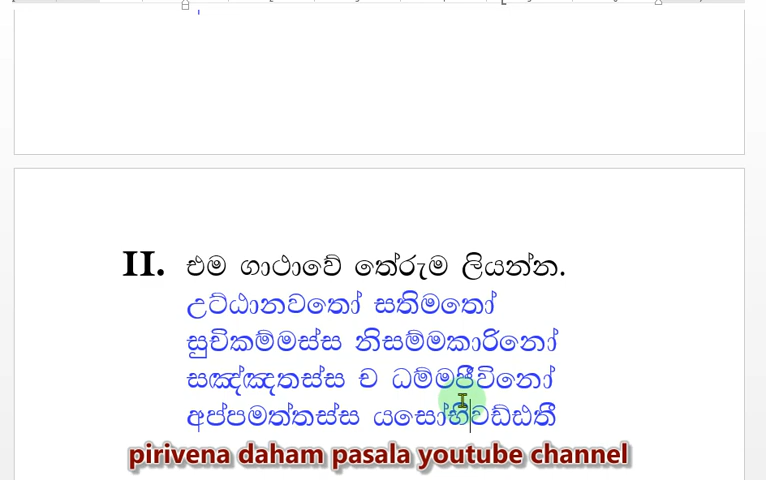 II. එම ගාථාවේ තේරුම ලියන්න.
උට්ඨානවතෝ සතිමතෝ
සුචිකම්මස්ස නිසම්මකාරිනෝ
සඤ්ඤතස්ස ච ධම්මජීවිනෝ
අප්පමත්තස්ස යසෝභිවඩ්ඪතී
pirivena daham pasala youtube channel